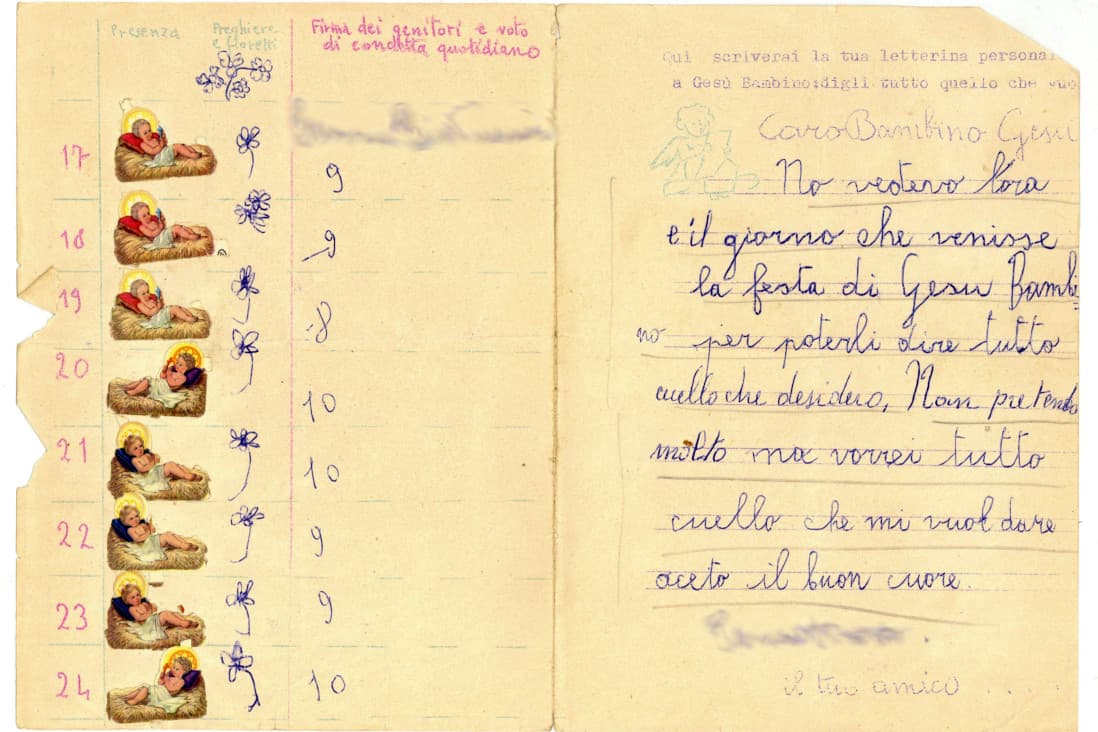 Presenza
Preghiere
e fioretti
Firma dei genitori e voto
di condotta quotidiano
17
9
18
9
19
-8
20
10
21
10
22
9
23
9
24
10
Qui scriverai la tua letterina personal
a Gesù Bambino:digli tutto quello che vuo
Caro Bambino Gesu
No vedevo l'ora
e il giorno che venisse
la festa di Gesu Bambi=
no per poterli dire tutto
cuello che desidero, Non pretendo
molto ma vorrei tutto
cuello che mi vuol dare
aceto il buon cuore.
il tuo amico . . . .